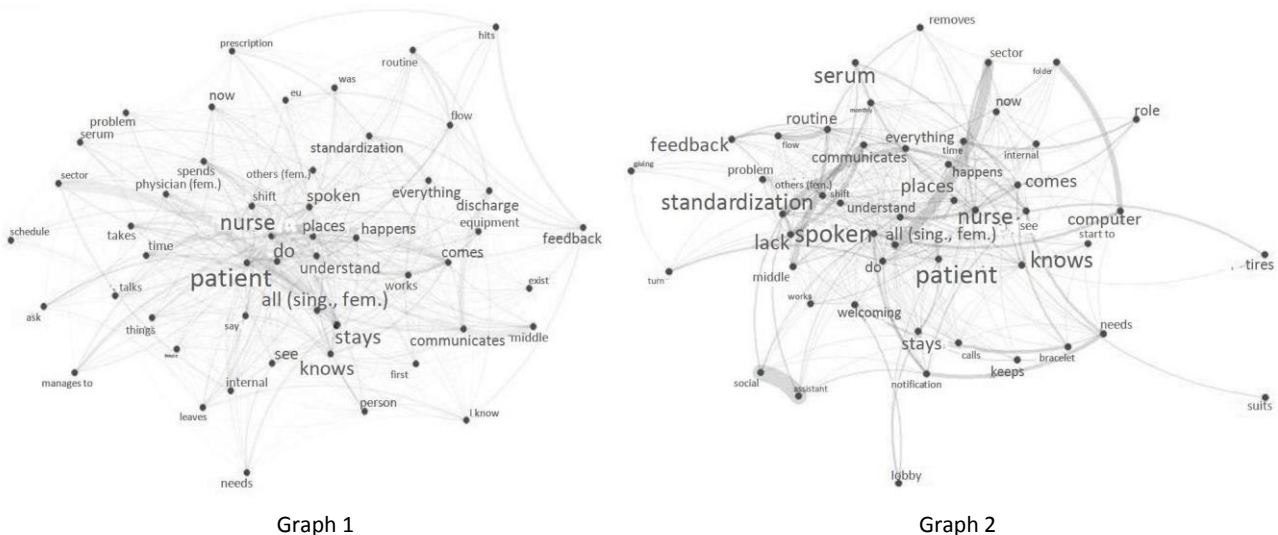 hits
prescription
routine
was
now
eu
flow
problem
serum
standardization
spends
others (fem.)
sector
physician (fem.)
shift
spoken
everything
discharge
nurse
places
happens
equipment
feedback
schedule
takes
time
do
understand
comes
patient
works
talks
all (sing., fem.)
exist
ask
things
say
stays
communicates
middle
see
knows
first
manages to
internal
person
leaves
I know
needs
Graph 1
removes
sector
serum
folder
monthly
now
role
routine
everything
feedback
flow
communicates
time
internal
giving
problem
happens
others (fem.)
shift
places
comes
standardization
understand
nurse
see
computer
lack
spoken
all (sing., fem.)
start to
do
knows
tires
turn
middle
patient
works
welcoming
needs
stays
calls
bracelet
social
keeps
assistant
notification
suits
lobby
Graph 2